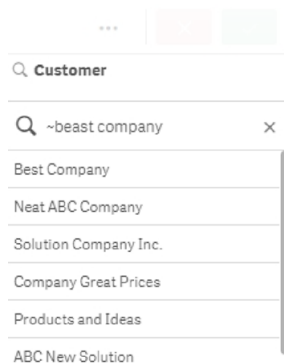 Customer
~beast company
Best Company
Neat ABC Company
Solution Company Inc.
Company Great Prices
Products and Ideas
ABC New Solution